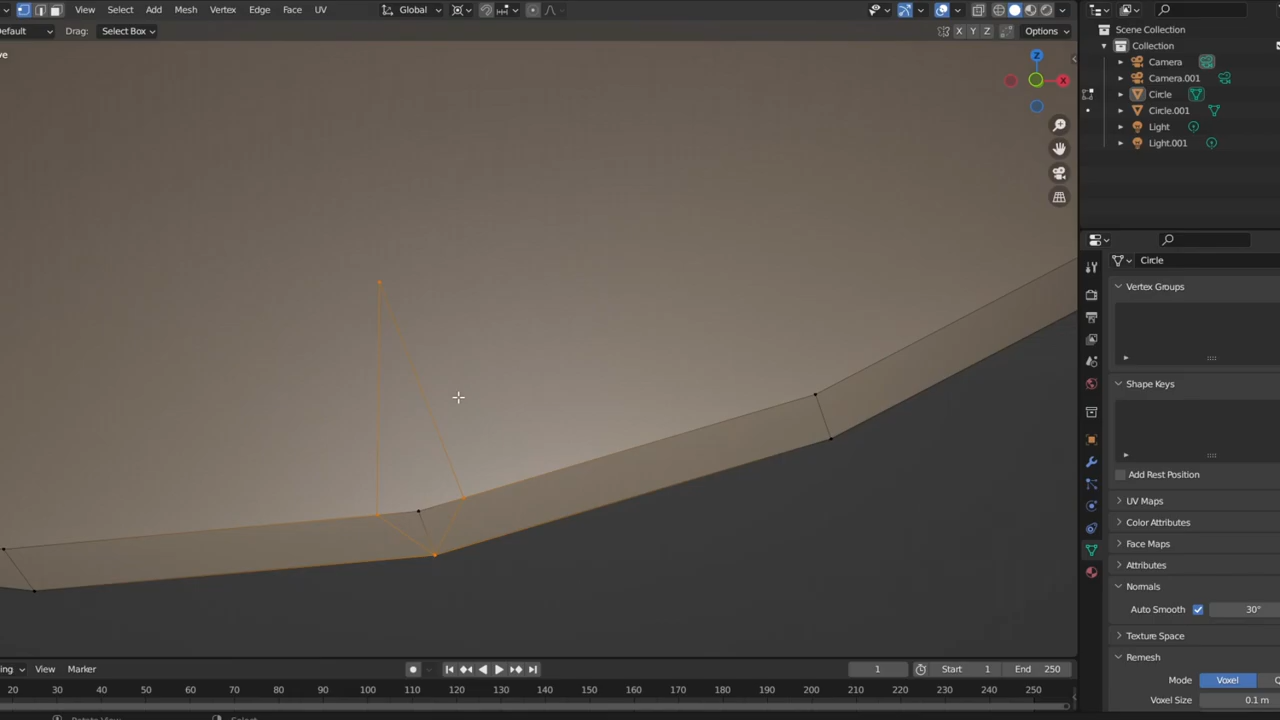 View Select Add Mesh Vertex Edge Face UV
Global
Default
Drag: Select Box
X Y Z
Options
Z
X
Scene Collection
Collection
Camera
Camera.001
Circle
Circle.001
Light
Light.001
Circle
Vertex Groups
Shape Keys
Add Rest Position
UV Maps
Color Attributes
Face Maps
Attributes
Normals
Auto Smooth 30°
Texture Space
Remesh
Mode Voxel
Voxel Size 0.1 m
View Marker
1 Start 1 End 250
20 30 40 50 60 70 80 90 100 110 120 130 140 150 160 170 180 190 200 210 220 230 240 250